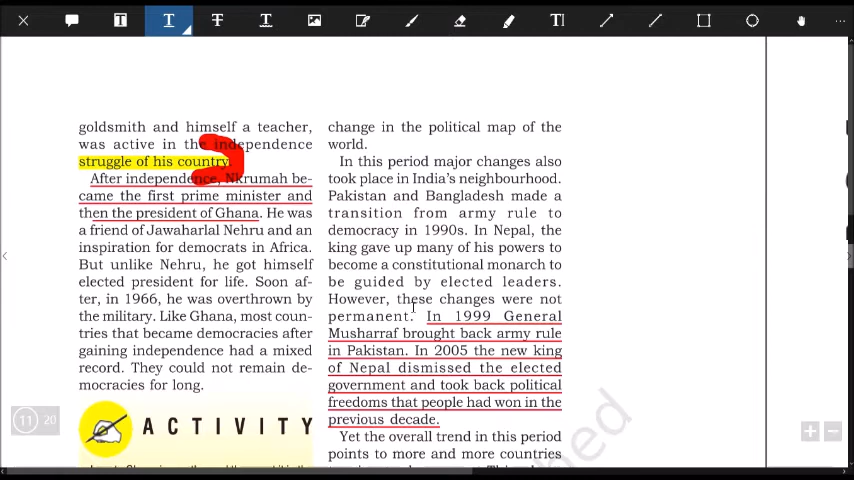 goldsmith and himself a teacher,
was active in the independence
struggle of his country.
After independence, Nkrumah be-
came the first prime minister and
then the president of Ghana. He was
a friend of Jawaharlal Nehru and an
inspiration for democrats in Africa.
But unlike Nehru, he got himself
elected president for life. Soon af-
ter, in 1966, he was overthrown by
the military. Like Ghana, most coun-
tries that became democracies after
gaining independence had a mixed
record. They could not remain de-
mocracies for long.
ACTIVITY
change in the political map of the
world.
In this period major changes also
took place in India's neighbourhood.
Pakistan and Bangladesh made a
transition from army rule to
democracy in 1990s. In Nepal, the
king gave up many of his powers to
become a constitutional monarch to
be guided by elected leaders.
However, these changes were not
permanent. In 1999 General
Musharraf brought back army rule
in Pakistan. In 2005 the new king
of Nepal dismissed the elected
government and took back political
freedoms that people had won in the
previous decade.
Yet the overall trend in this period
points to more and more countries
11 20